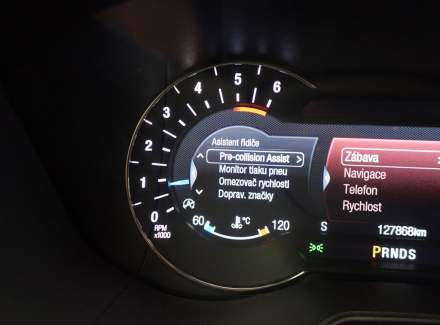 6
5
4
3
2
1
0
RPM
x1000
Asistent řidiče
Pre-collision Assist
Monitor tlaku pneu
Omezovač rychlosti
Doprav. značky
60 °C 120
Zábava
Navigace
Telefon
Rychlost
S
127868km
PRNDS